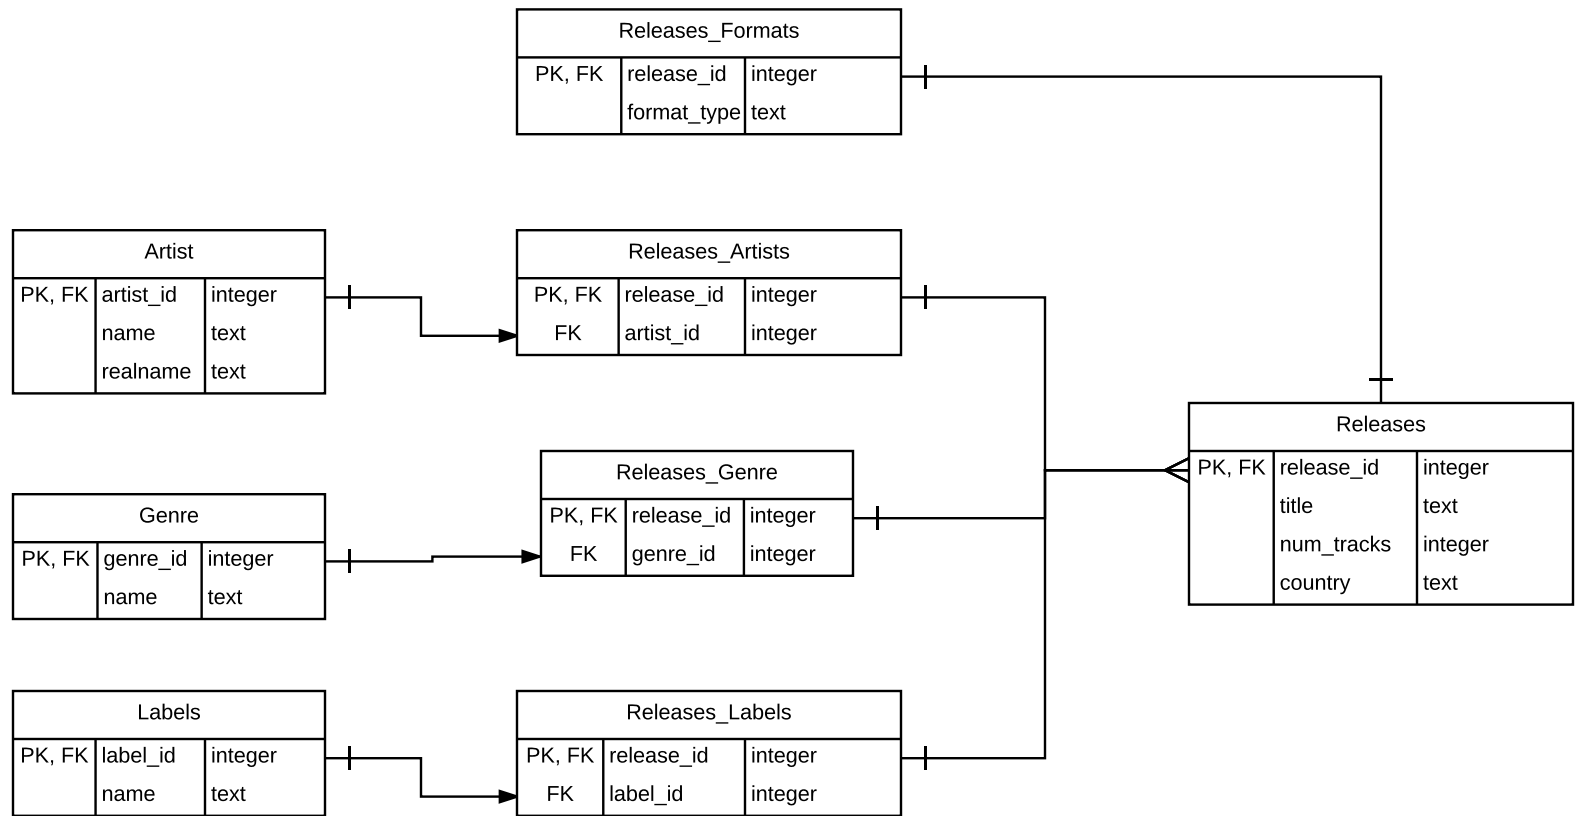 Releases_Formats
PK, FK release_id integer
format_type text
Artist
PK, FK artist_id integer
name text
realname text
Releases_Artists
PK, FK release_id integer
FK artist_id integer
Releases
PK, FK release_id integer
title text
num_tracks integer
country text
Releases_Genre
PK, FK release_id integer
FK genre_id integer
Genre
PK, FK genre_id integer
name text
Labels
PK, FK label_id integer
name text
Releases_Labels
PK, FK release_id integer
FK label_id integer